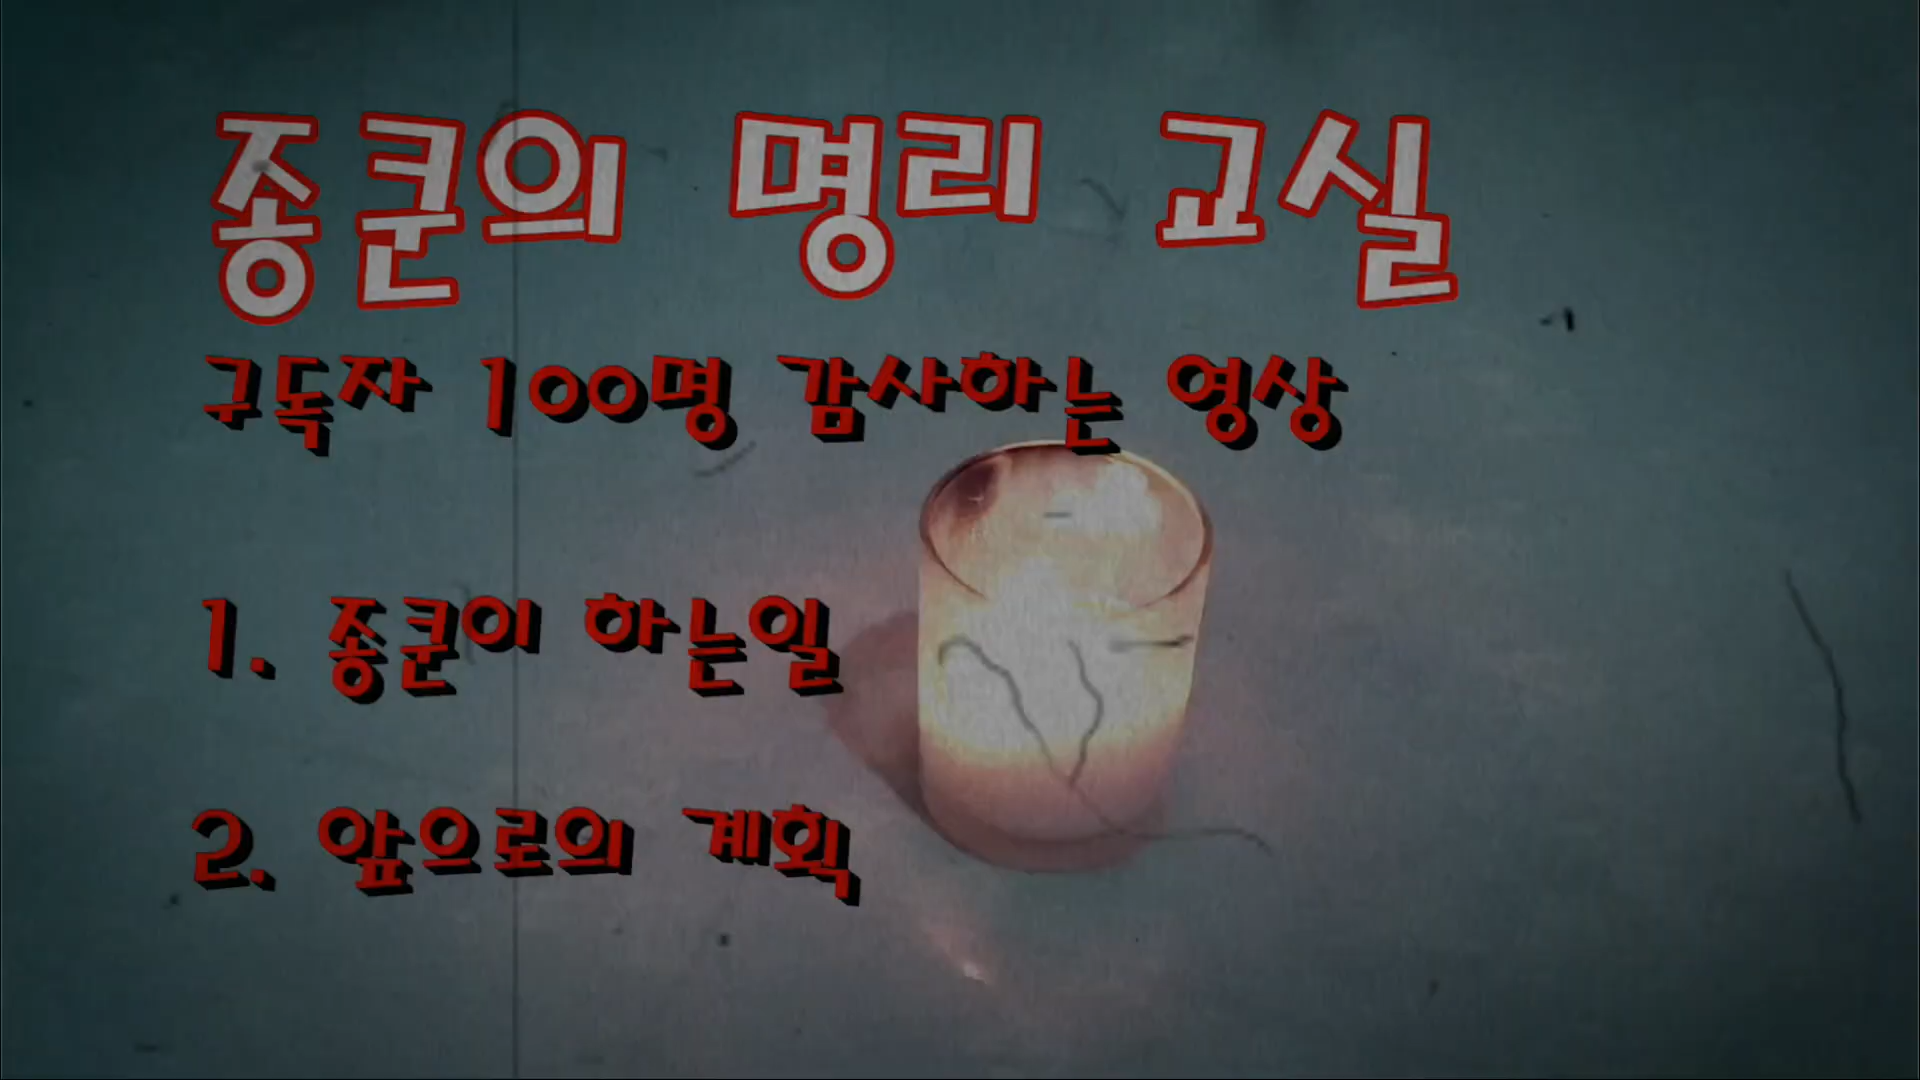 종쿤의 명리 교실
구독자 100명 감사하는 영상
1. 종쿤이 하는일
2. 앞으로의 계획